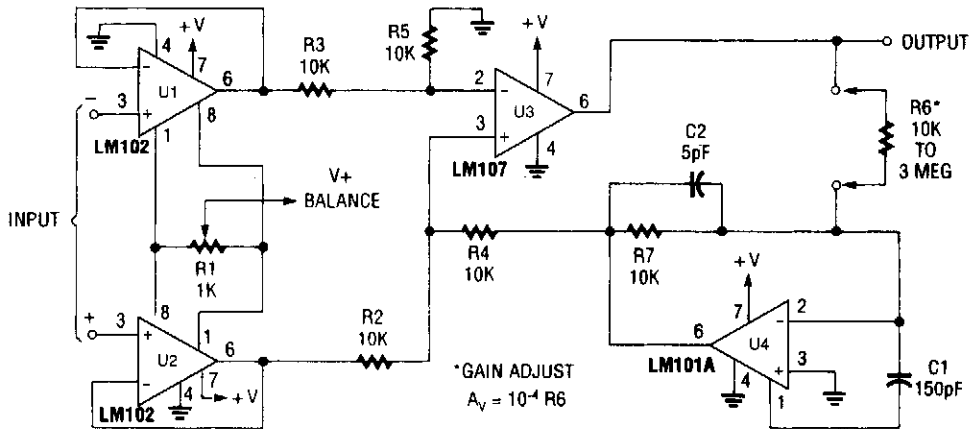 +V
4
7
−
U1
6
3
+
8
−
1
LM102
R3
10K
R5
10K
+V
7
2
−
U3
6
3
+
4
LM107
OUTPUT
R6*
10K
TO
3 MEG
C2
5pF
V+
BALANCE
INPUT
R1
1K
R4
10K
R7
10K
+
3
8
+
1
U2
6
−
4
7
+V
LM102
R2
10K
+V
7
2
−
6
U4
3
+
4
1
LM101A
C1
150pF
*GAIN ADJUST
A_V = 10⁻⁴ R6